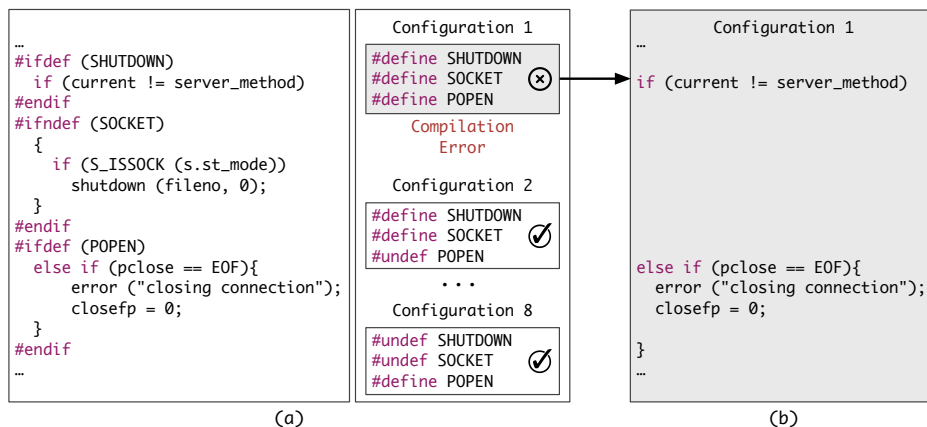 …
#ifdef (SHUTDOWN)
if (current != server_method)
#endif
#ifndef (SOCKET)
{
if (S_ISSOCK (s.st_mode))
shutdown (fileno, 0);
}
#endif
#ifdef (POPEN)
else if (pclose == EOF){
error ("closing connection");
closefp = 0;
}
#endif
…
(a)
Configuration 1
#define SHUTDOWN
#define SOCKET
#define POPEN
Compilation
Error
Configuration 2
#define SHUTDOWN
#define SOCKET
#undef POPEN
...
Configuration 8
#undef SHUTDOWN
#undef SOCKET
#define POPEN
Configuration 1
…
if (current != server_method)
else if (pclose == EOF){
error ("closing connection");
closefp = 0;
}
…
(b)